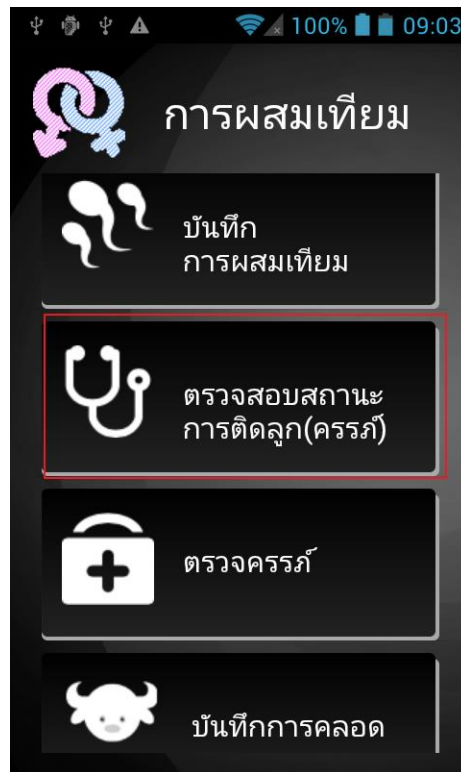 100% 09:03
การผสมเทียม
บันทึก
การผสมเทียม
ตรวจสอบสถานะ
การติดลูก(ครรภ์)
ตรวจครรภ์
บันทึกการคลอด